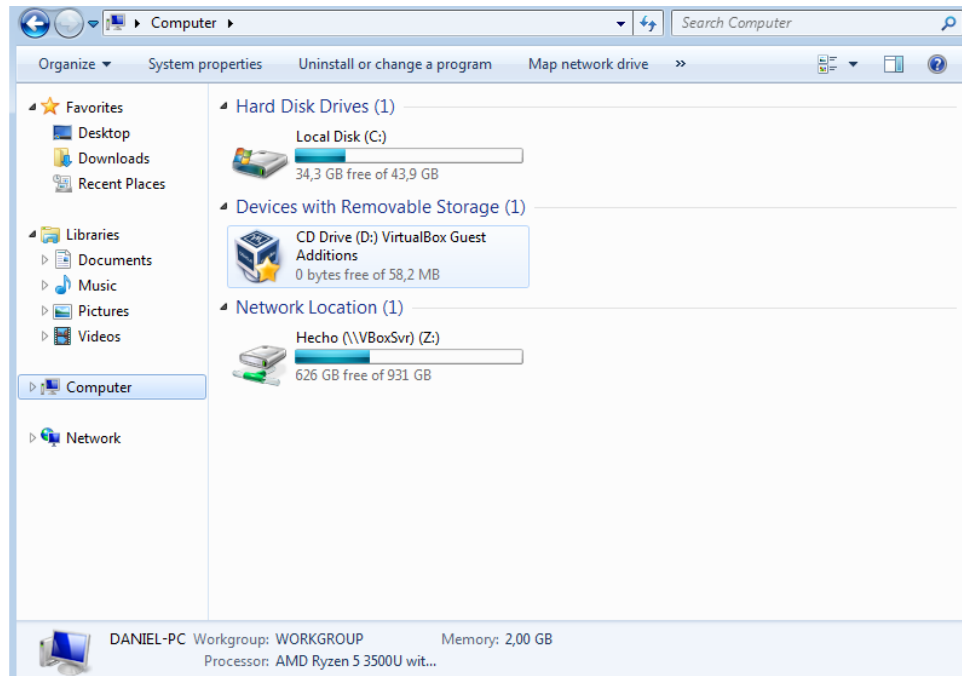 Computer
Search Computer
Organize
System properties
Uninstall or change a program
Map network drive
»
Favorites
Desktop
Downloads
Recent Places
Libraries
Documents
Music
Pictures
Videos
Computer
Network
Hard Disk Drives (1)
Local Disk (C:)
34,3 GB free of 43,9 GB
Devices with Removable Storage (1)
CD Drive (D:) VirtualBox Guest
Additions
0 bytes free of 58,2 MB
Network Location (1)
Hecho (\\VBoxSvr) (Z:)
626 GB free of 931 GB
DANIEL-PC Workgroup: WORKGROUP Memory: 2,00 GB
Processor: AMD Ryzen 5 3500U wit...